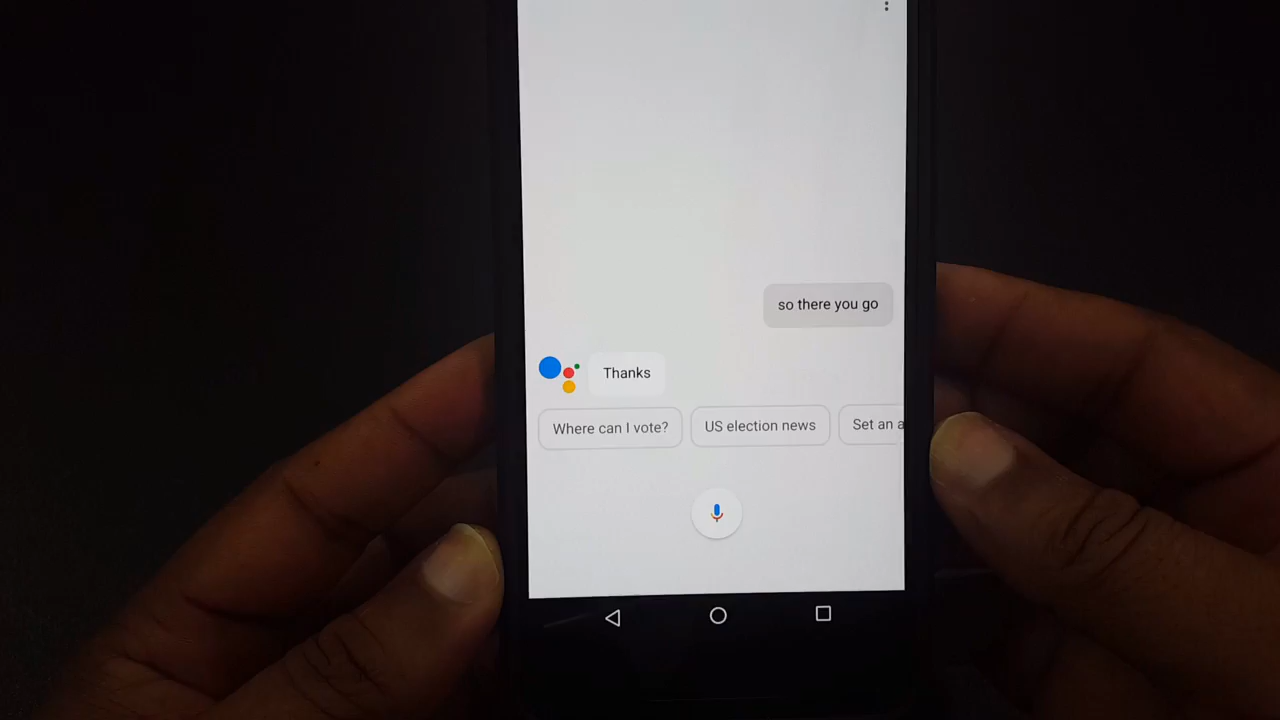 so there you go
Thanks
Where can I vote?
US election news
Set an a